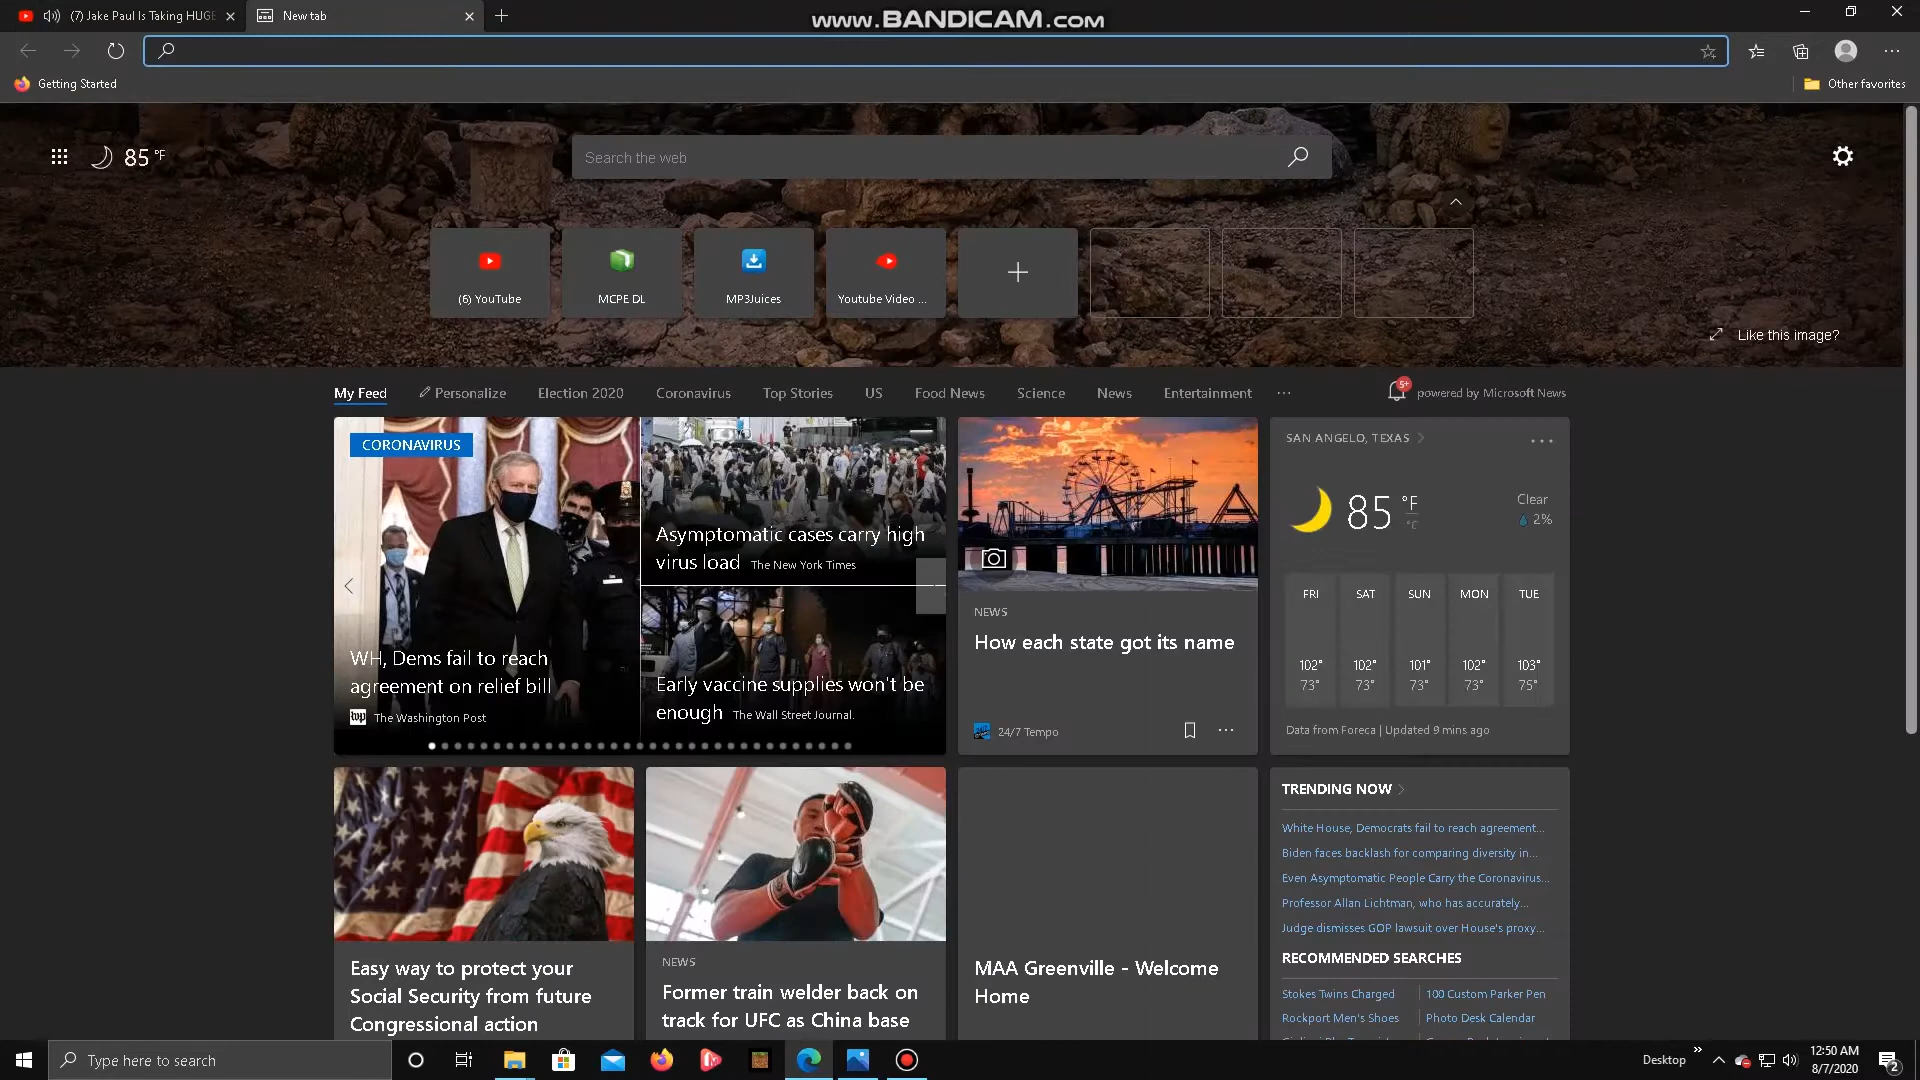 (7) Jake Paul Is Taking HUGE
New tab
www.BANDICAM.com
Getting Started
Other favorites
85 °F
Search the web
(6) YouTube
MCPE DL
MP3Juices
Youtube Video ...
Like this image?
My Feed
Personalize
Election 2020
Coronavirus
Top Stories
US
Food News
Science
News
Entertainment
...
5+
powered by Microsoft News
CORONAVIRUS
WH, Dems fail to reach
agreement on relief bill
wp The Washington Post
Asymptomatic cases carry high
virus load The New York Times
Early vaccine supplies won't be
enough The Wall Street Journal.
NEWS
How each state got its name
24/7 Tempo
SAN ANGELO, TEXAS
85 °F
°C
Clear
2%
FRI SAT SUN MON TUE
102° 102° 101° 102° 103°
73° 73° 73° 73° 75°
Data from Foreca | Updated 9 mins ago
Easy way to protect your
Social Security from future
Congressional action
NEWS
Former train welder back on
track for UFC as China base
MAA Greenville - Welcome
Home
TRENDING NOW
White House, Democrats fail to reach agreement...
Biden faces backlash for comparing diversity in...
Even Asymptomatic People Carry the Coronavirus...
Professor Allan Lichtman, who has accurately...
Judge dismisses GOP lawsuit over House's proxy...
RECOMMENDED SEARCHES
Stokes Twins Charged
100 Custom Parker Pen
Rockport Men's Shoes
Photo Desk Calendar
Type here to search
Desktop
12:50 AM
8/7/2020
2